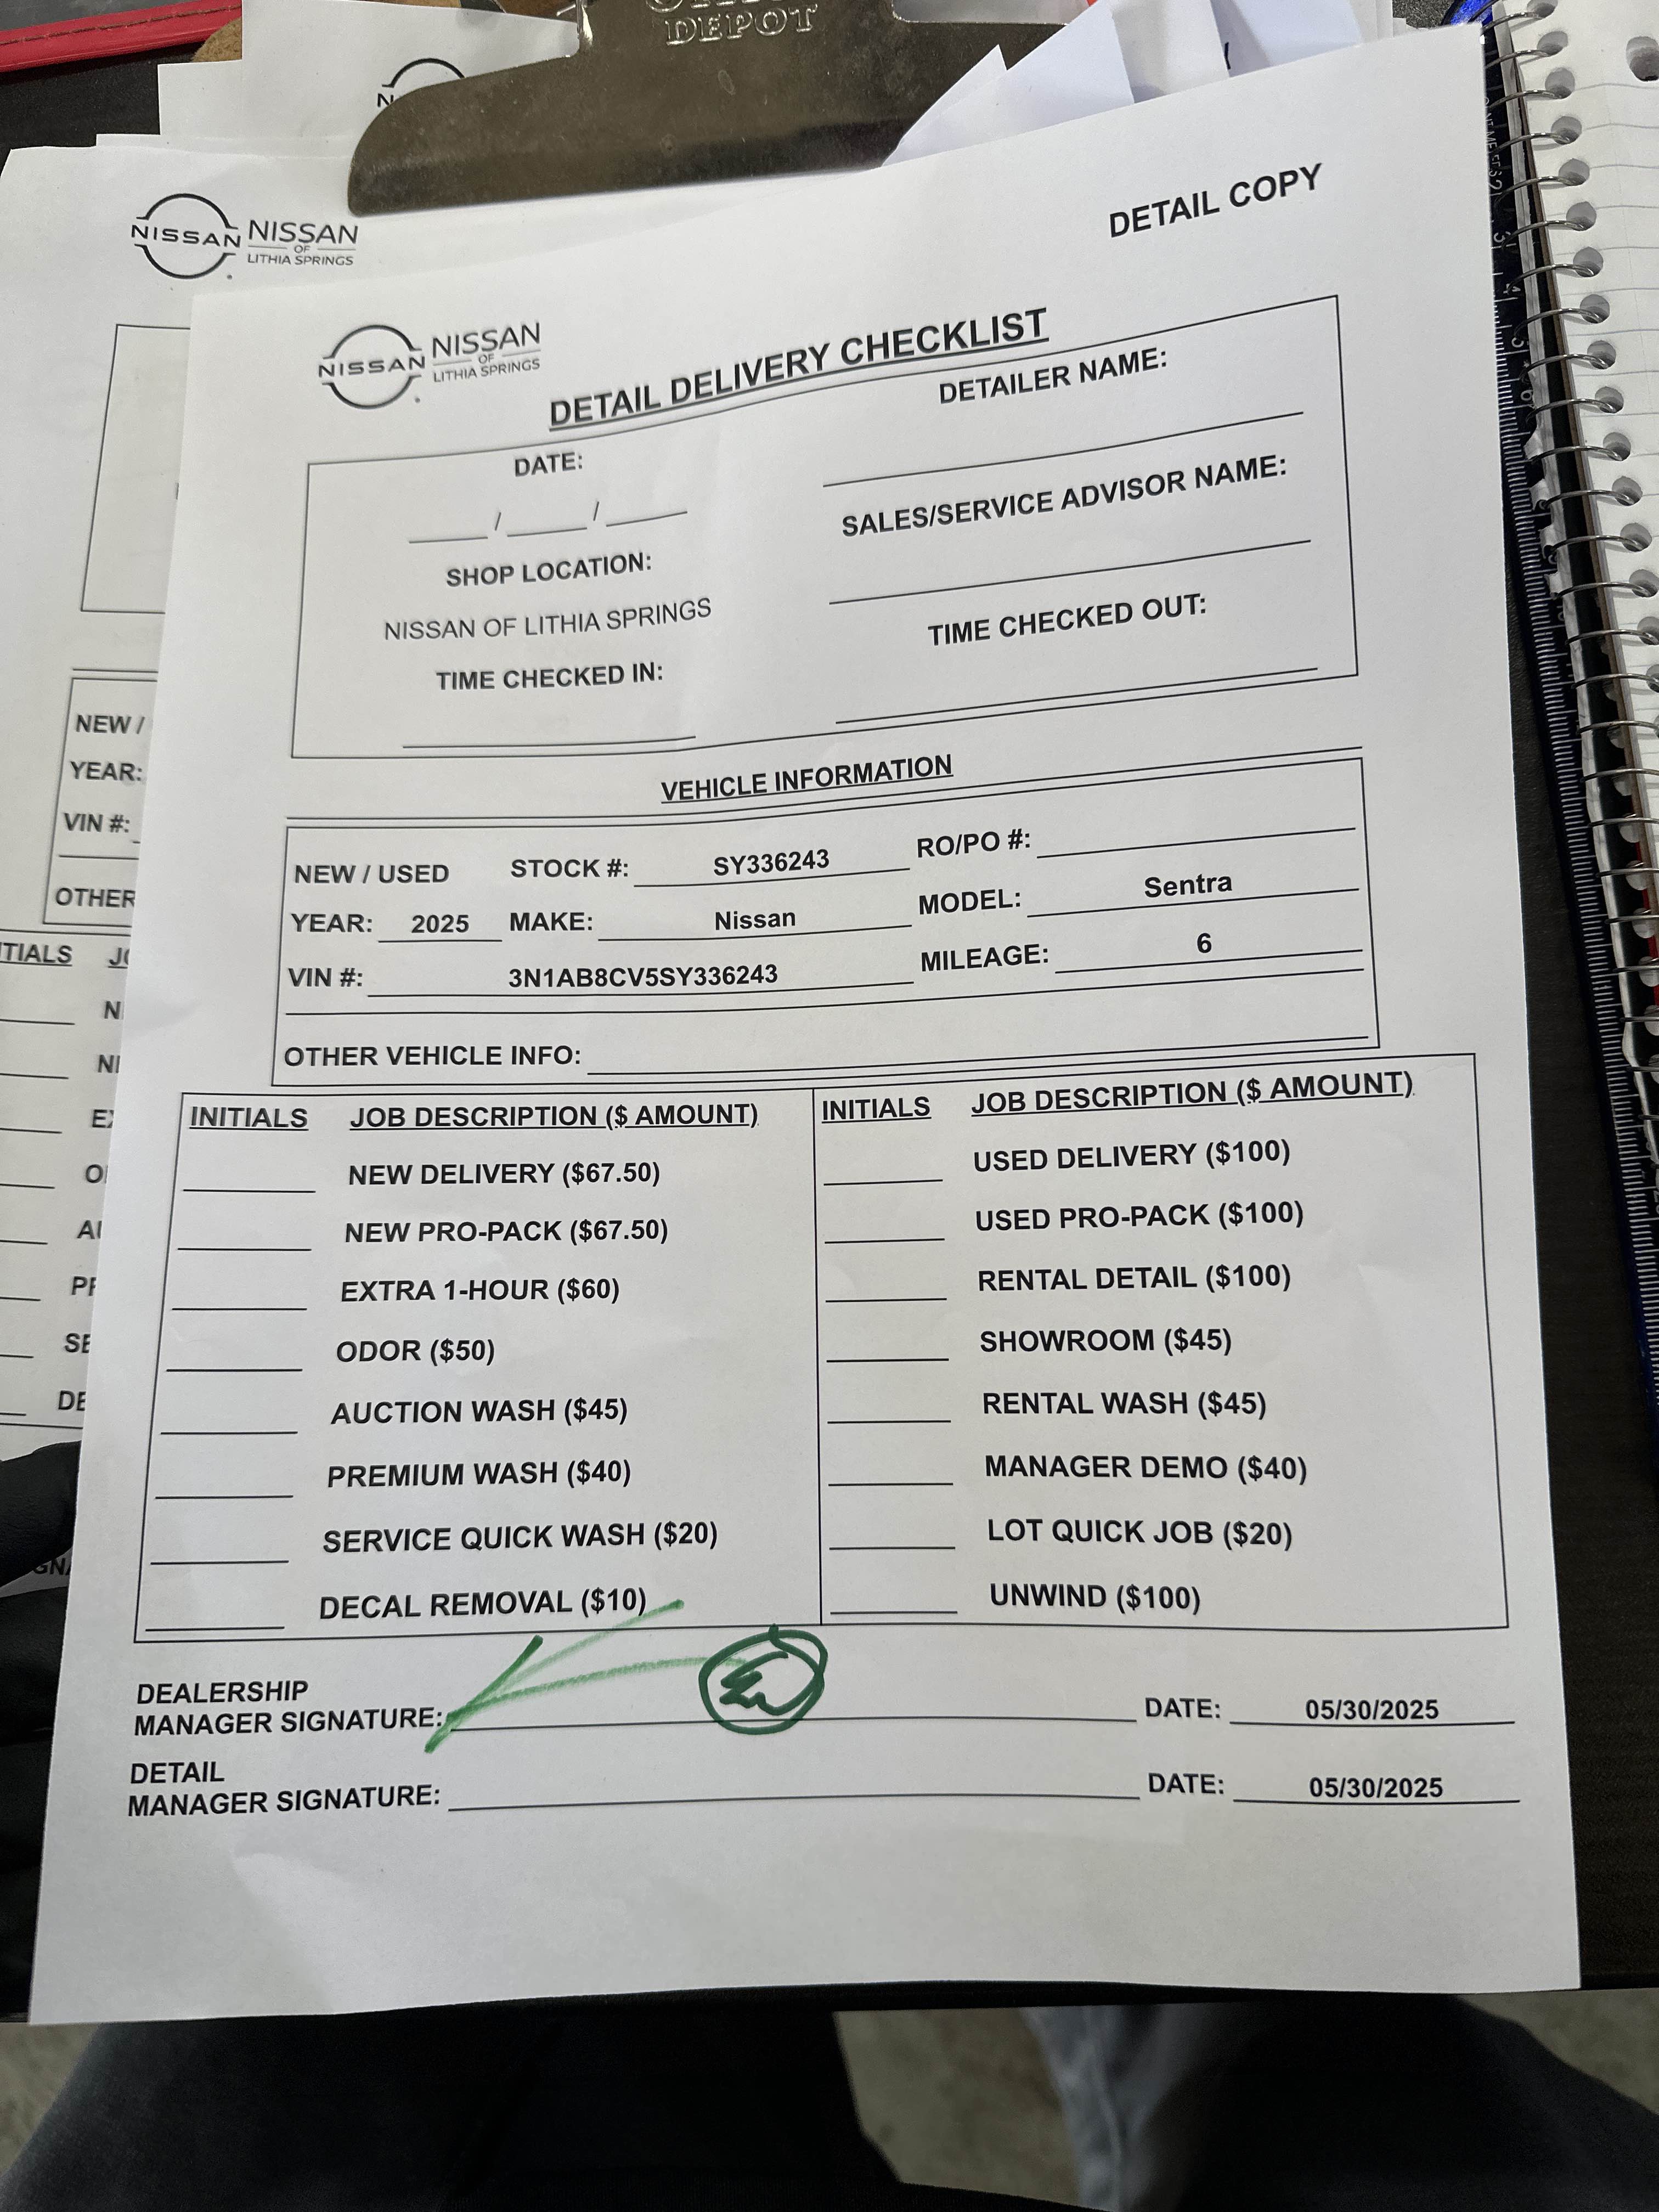 DEPOT
NISSAN NISSAN
OF
LITHIA SPRINGS
DETAIL COPY
NISSAN NISSAN
OF
LITHIA SPRINGS
DETAIL DELIVERY CHECKLIST
DATE:
DETAILER NAME:
/ /
SALES/SERVICE ADVISOR NAME:
SHOP LOCATION:
NISSAN OF LITHIA SPRINGS
TIME CHECKED OUT:
TIME CHECKED IN:
VEHICLE INFORMATION
NEW / USED STOCK #: SY336243 RO/PO #:
YEAR: 2025 MAKE: Nissan MODEL: Sentra
VIN #: 3N1AB8CV5SY336243 MILEAGE: 6
OTHER VEHICLE INFO:
INITIALS JOB DESCRIPTION ($ AMOUNT) INITIALS JOB DESCRIPTION ($ AMOUNT)
NEW DELIVERY ($67.50) USED DELIVERY ($100)
NEW PRO-PACK ($67.50) USED PRO-PACK ($100)
EXTRA 1-HOUR ($60) RENTAL DETAIL ($100)
ODOR ($50) SHOWROOM ($45)
AUCTION WASH ($45) RENTAL WASH ($45)
PREMIUM WASH ($40) MANAGER DEMO ($40)
SERVICE QUICK WASH ($20) LOT QUICK JOB ($20)
DECAL REMOVAL ($10) UNWIND ($100)
DEALERSHIP
MANAGER SIGNATURE: DATE: 05/30/2025
DETAIL
MANAGER SIGNATURE: DATE: 05/30/2025
NEW /
YEAR:
VIN #:
OTHER